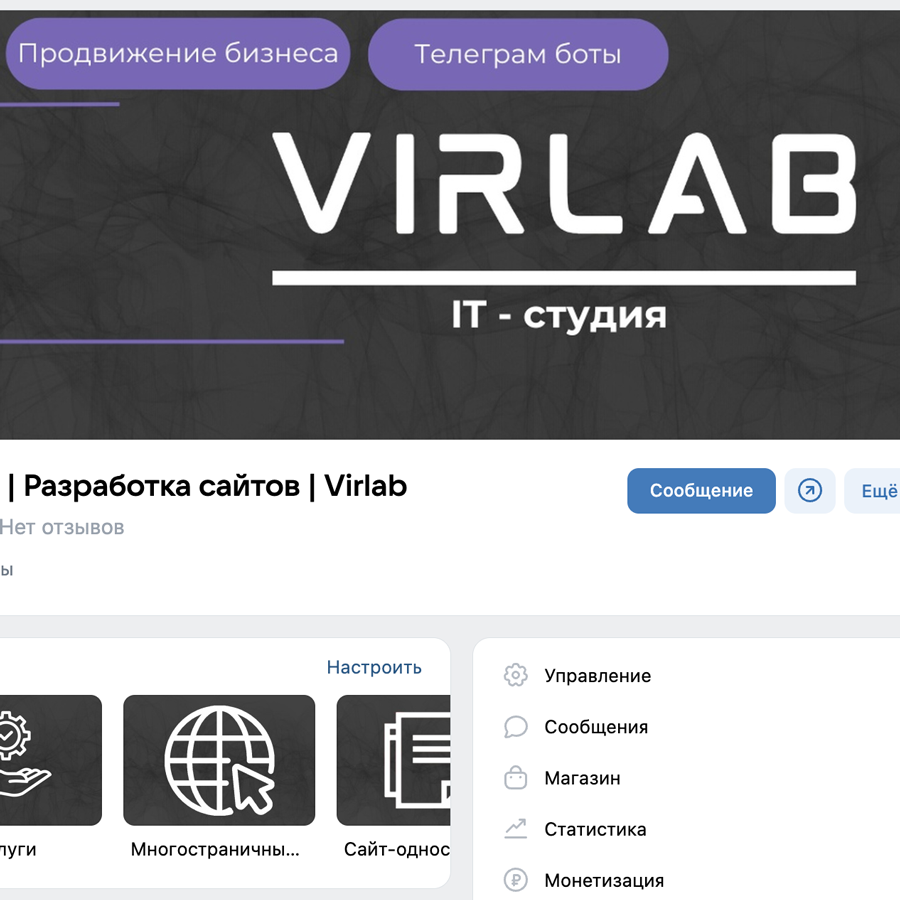 Продвижение бизнеса
Телеграм боты
VIRLAB
IT - студия
| Разработка сайтов | Virlab
Сообщение
Ещё
Нет отзывов
ы
Настроить
луги
Многостраничны...
Сайт-однос
Управление
Сообщения
Магазин
Статистика
Монетизация